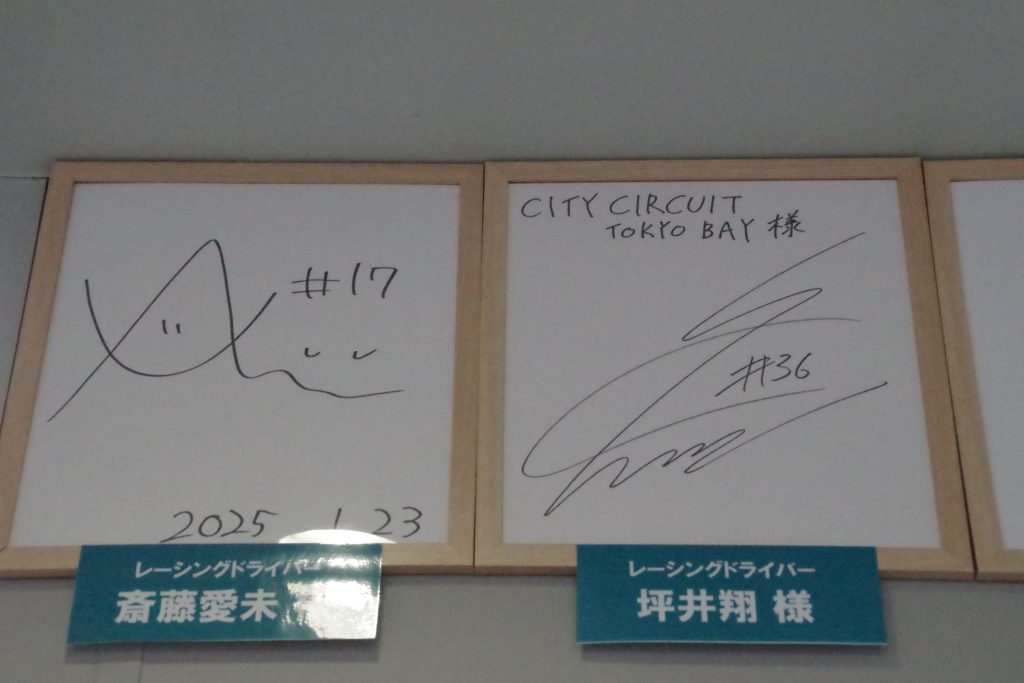 #17
2025 1 23
レーシングドライバー
斎藤愛未
CITY CIRCUIT
TOKYO BAY 様
#36
レーシングドライバー
坪井翔 様